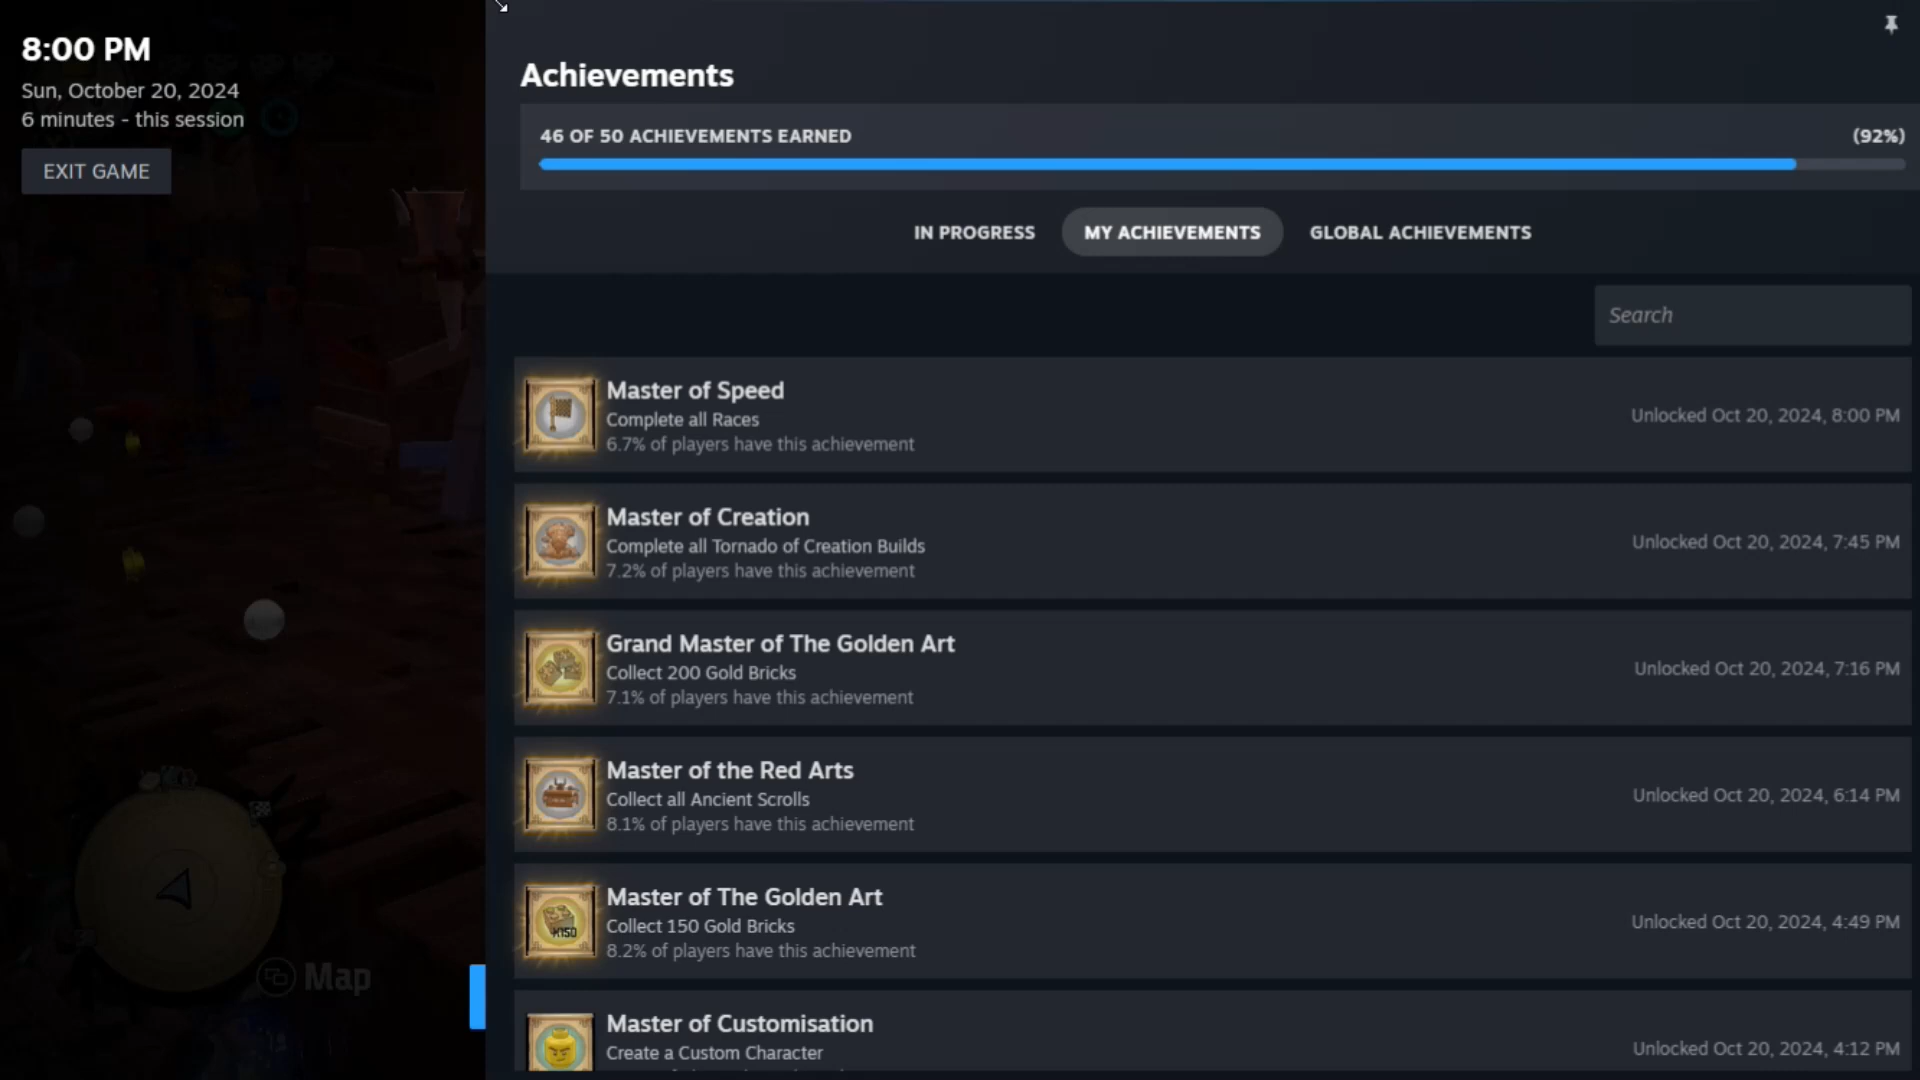 8:00 PM
Sun, October 20, 2024
6 minutes - this session
EXIT GAME
Map
Achievements
46 OF 50 ACHIEVEMENTS EARNED
(92%)
IN PROGRESS
MY ACHIEVEMENTS
GLOBAL ACHIEVEMENTS
Search
Master of Speed
Complete all Races
6.7% of players have this achievement
Unlocked Oct 20, 2024, 8:00 PM
Master of Creation
Complete all Tornado of Creation Builds
7.2% of players have this achievement
Unlocked Oct 20, 2024, 7:45 PM
Grand Master of The Golden Art
Collect 200 Gold Bricks
7.1% of players have this achievement
Unlocked Oct 20, 2024, 7:16 PM
Master of the Red Arts
Collect all Ancient Scrolls
8.1% of players have this achievement
Unlocked Oct 20, 2024, 6:14 PM
x150
Master of The Golden Art
Collect 150 Gold Bricks
8.2% of players have this achievement
Unlocked Oct 20, 2024, 4:49 PM
Master of Customisation
Create a Custom Character
Unlocked Oct 20, 2024, 4:12 PM